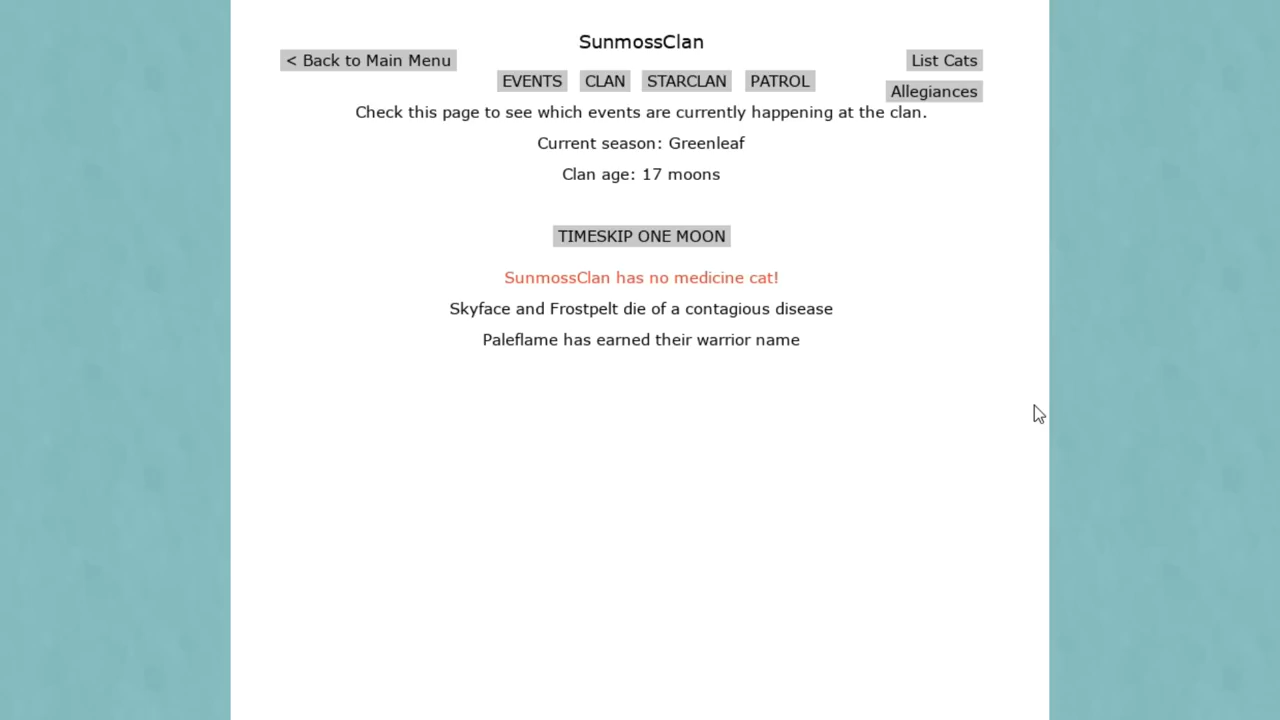 SunmossClan
< Back to Main Menu
List Cats
EVENTS CLAN STARCLAN PATROL
Allegiances
Check this page to see which events are currently happening at the clan.
Current season: Greenleaf
Clan age: 17 moons
TIMESKIP ONE MOON
SunmossClan has no medicine cat!
Skyface and Frostpelt die of a contagious disease
Paleflame has earned their warrior name